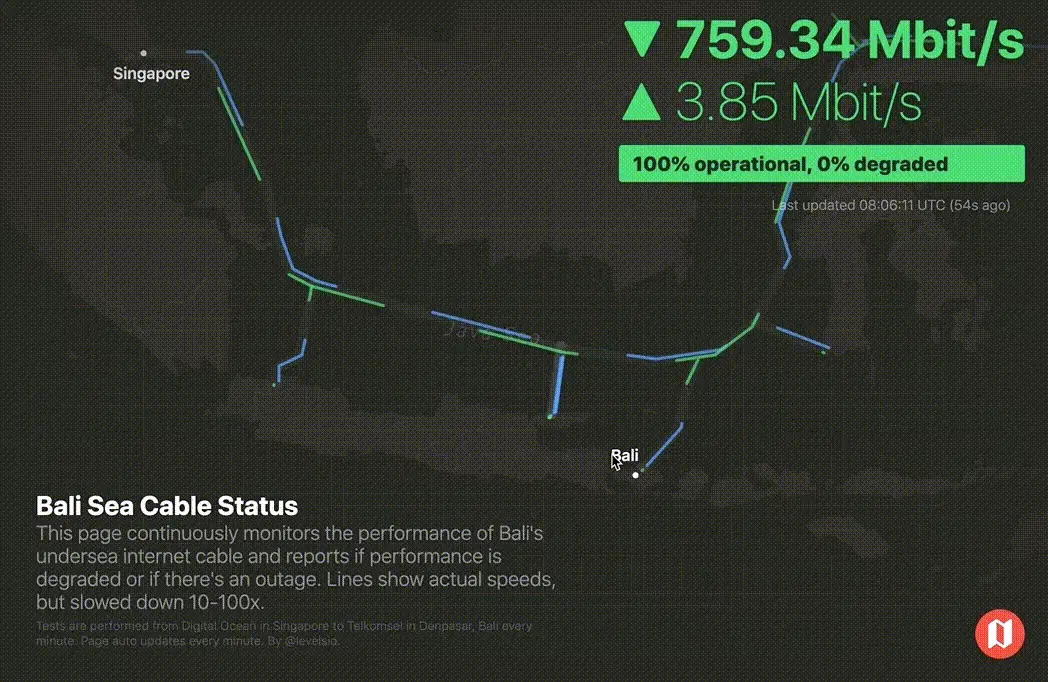 ▼ 759.34 Mbit/s
Singapore
▲ 3.85 Mbit/s
100% operational, 0% degraded
Last updated 08:06:11 UTC (54s ago)
Java Sea
Bali
Bali Sea Cable Status
This page continuously monitors the performance of Bali's
undersea internet cable and reports if performance is
degraded or if there's an outage. Lines show actual speeds,
but slowed down 10-100x.
Tests are performed from Digital Ocean in Singapore to Telkomsel in Denpasar, Bali every
minute. Page auto updates every minute. By @levelsio.